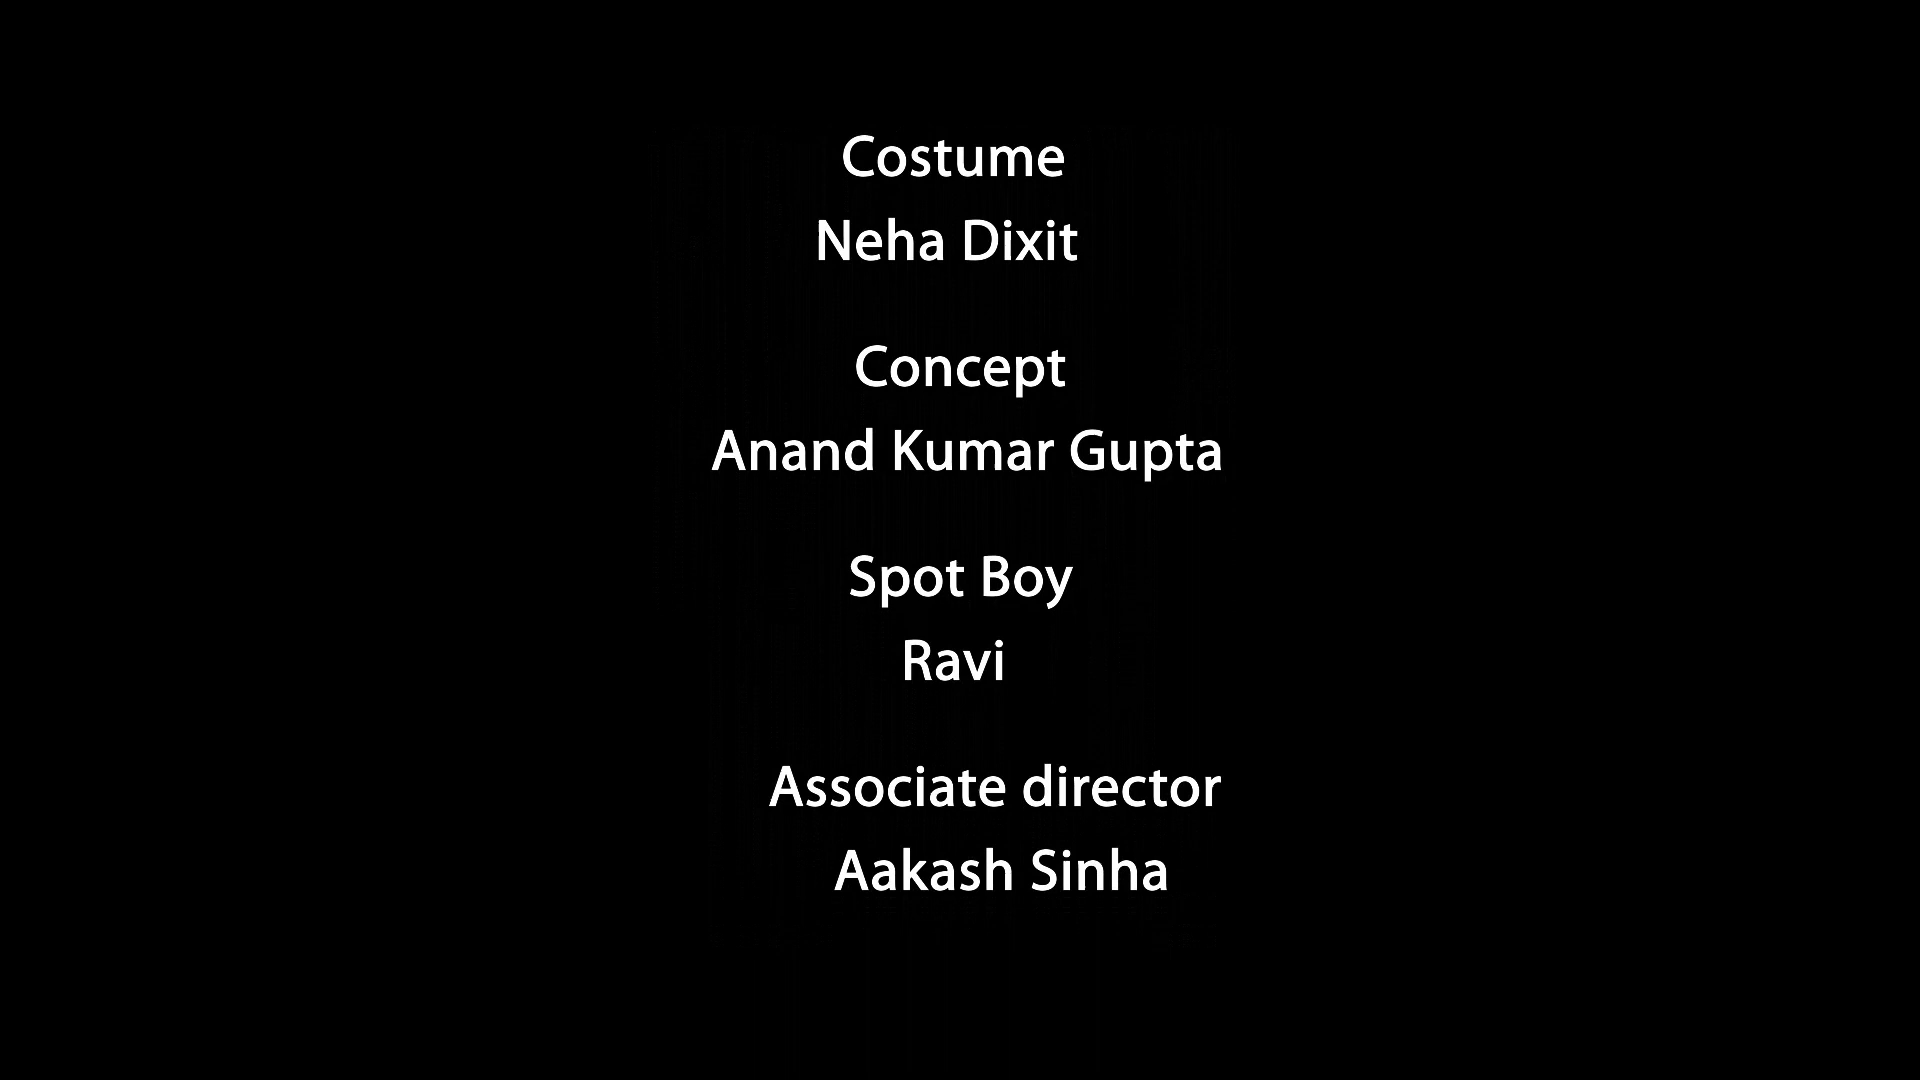 Costume
Neha Dixit
Concept
Anand Kumar Gupta
Spot Boy
Ravi
Associate director
Aakash Sinha